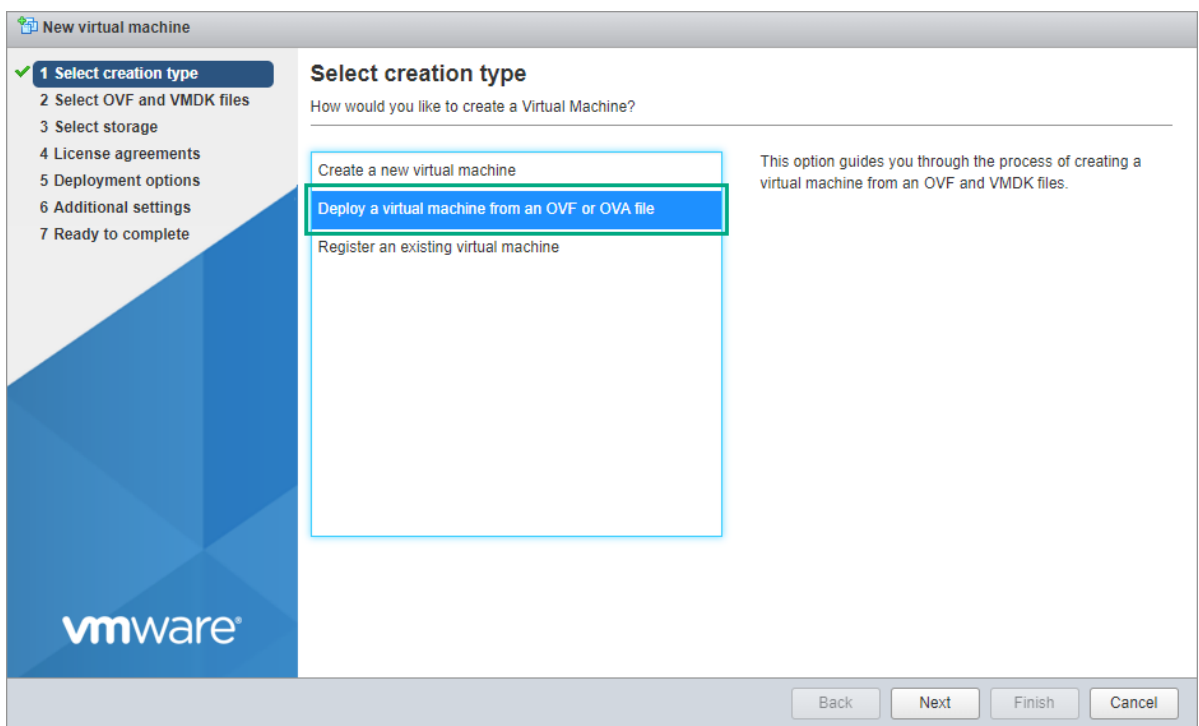 New virtual machine
1 Select creation type
2 Select OVF and VMDK files
3 Select storage
4 License agreements
5 Deployment options
6 Additional settings
7 Ready to complete
Select creation type
How would you like to create a Virtual Machine?
Create a new virtual machine
Deploy a virtual machine from an OVF or OVA file
Register an existing virtual machine
This option guides you through the process of creating a
virtual machine from an OVF and VMDK files.
vmware®
Back
Next
Finish
Cancel